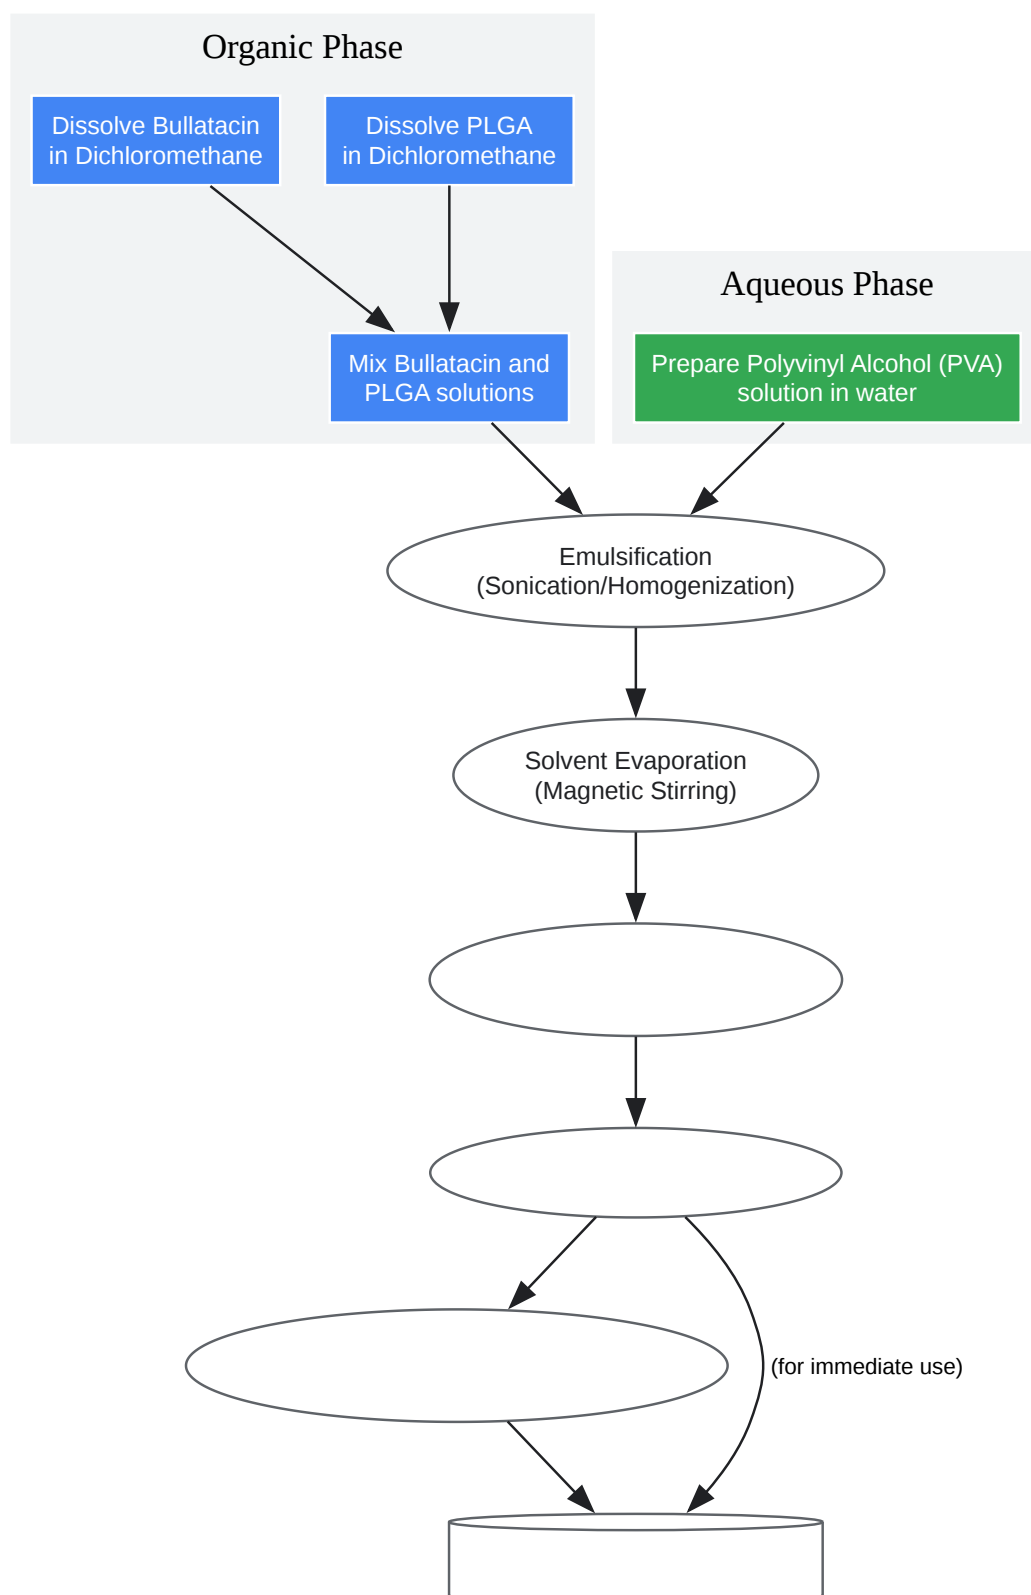 Organic Phase
Dissolve Bullatacin
in Dichloromethane
Dissolve PLGA
in Dichloromethane
Mix Bullatacin and
PLGA solutions
Aqueous Phase
Prepare Polyvinyl Alcohol (PVA)
solution in water
Emulsification
(Sonication/Homogenization)
Solvent Evaporation
(Magnetic Stirring)
(for immediate use)